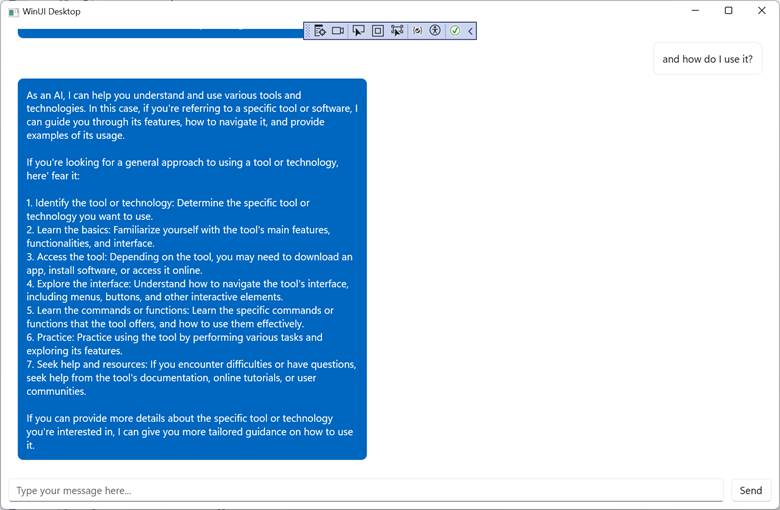 WinUI Desktop
and how do I use it?
As an AI, I can help you understand and use various tools and
technologies. In this case, if you're referring to a specific tool or software, I
can guide you through its features, how to navigate it, and provide
examples of its usage.
If you're looking for a general approach to using a tool or technology,
here' fear it:
1. Identify the tool or technology: Determine the specific tool or
technology you want to use.
2. Learn the basics: Familiarize yourself with the tool's main features,
functionalities, and interface.
3. Access the tool: Depending on the tool, you may need to download an
app, install software, or access it online.
4. Explore the interface: Understand how to navigate the tool's interface,
including menus, buttons, and other interactive elements.
5. Learn the commands or functions: Learn the specific commands or
functions that the tool offers, and how to use them effectively.
6. Practice: Practice using the tool by performing various tasks and
exploring its features.
7. Seek help and resources: If you encounter difficulties or have questions,
seek help from the tool's documentation, online tutorials, or user
communities.
If you can provide more details about the specific tool or technology
you're interested in, I can give you more tailored guidance on how to use
it.
Type your message here...
Send